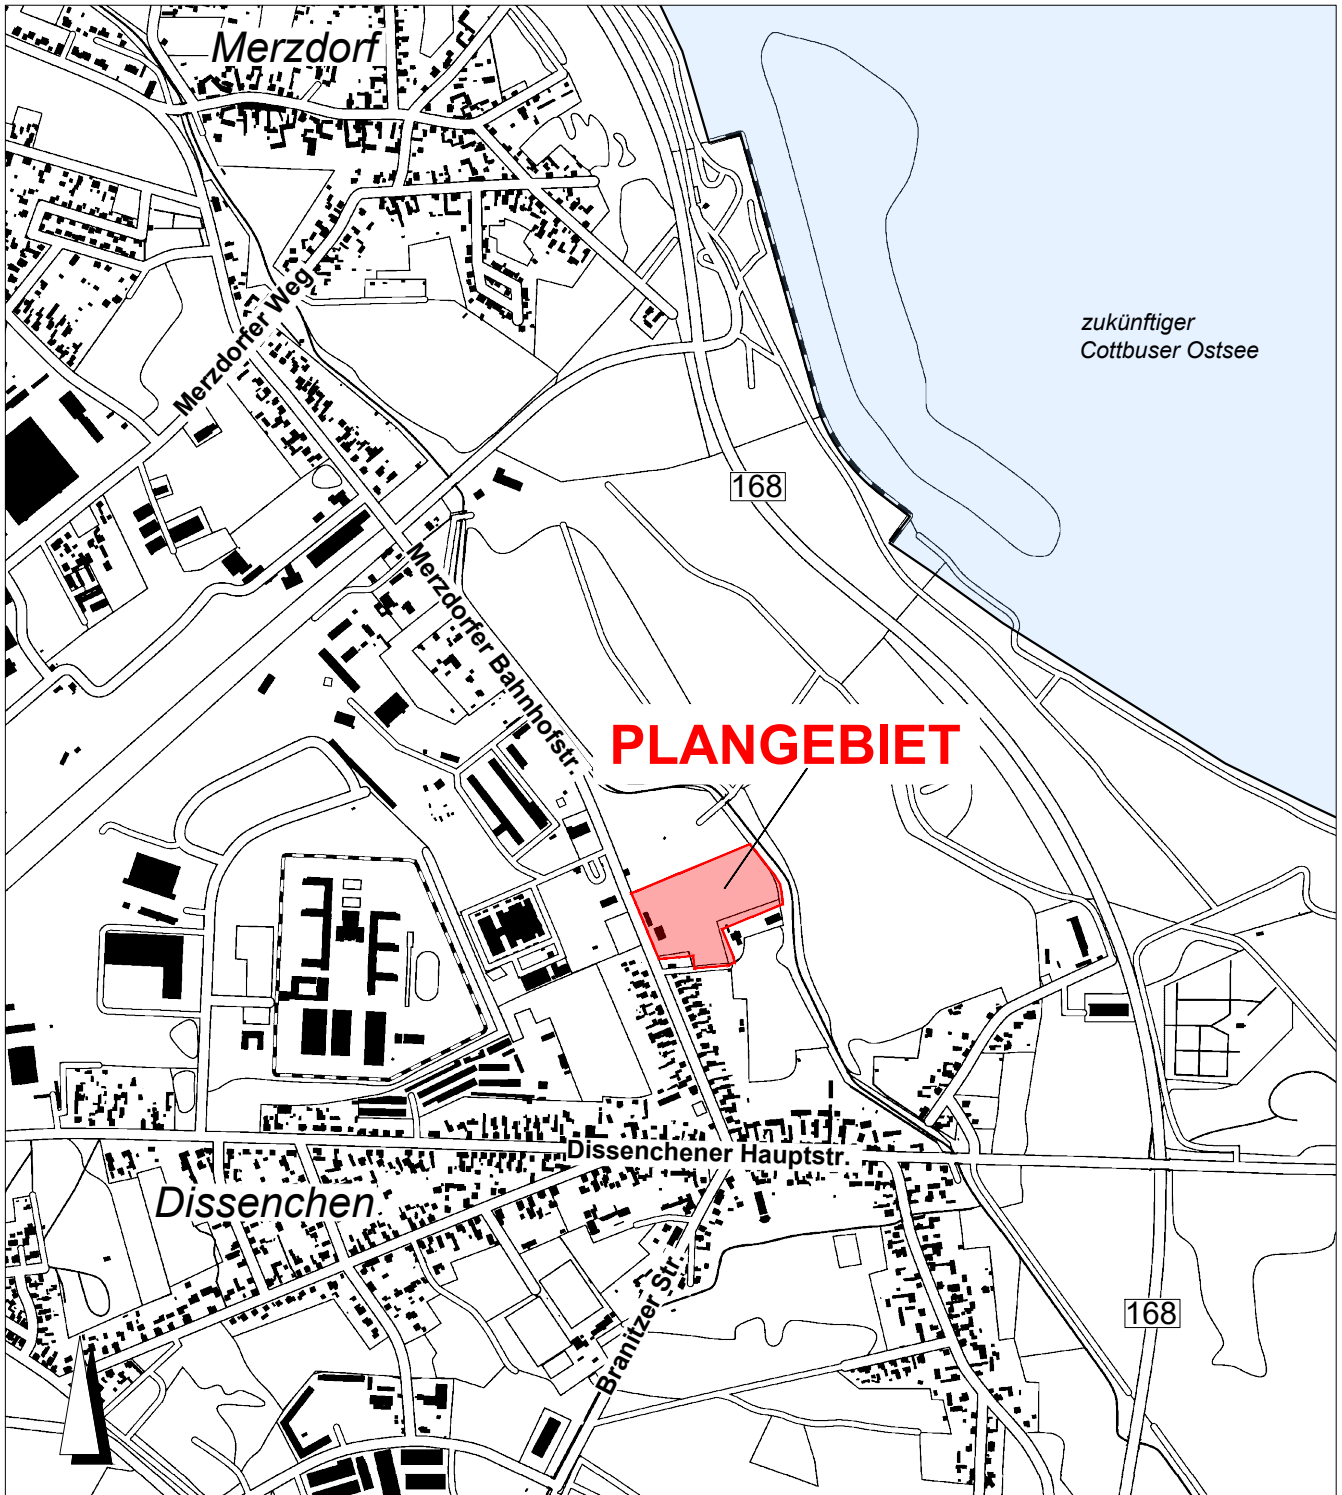 Merzdorf
Merzdorfer Weg
zukünftiger
Cottbuser Ostsee
168
Merzdorfer Bahnhofstr.
PLANGEBIET
Dissenchener Hauptstr.
Dissenchen
Branitzer Str.
168